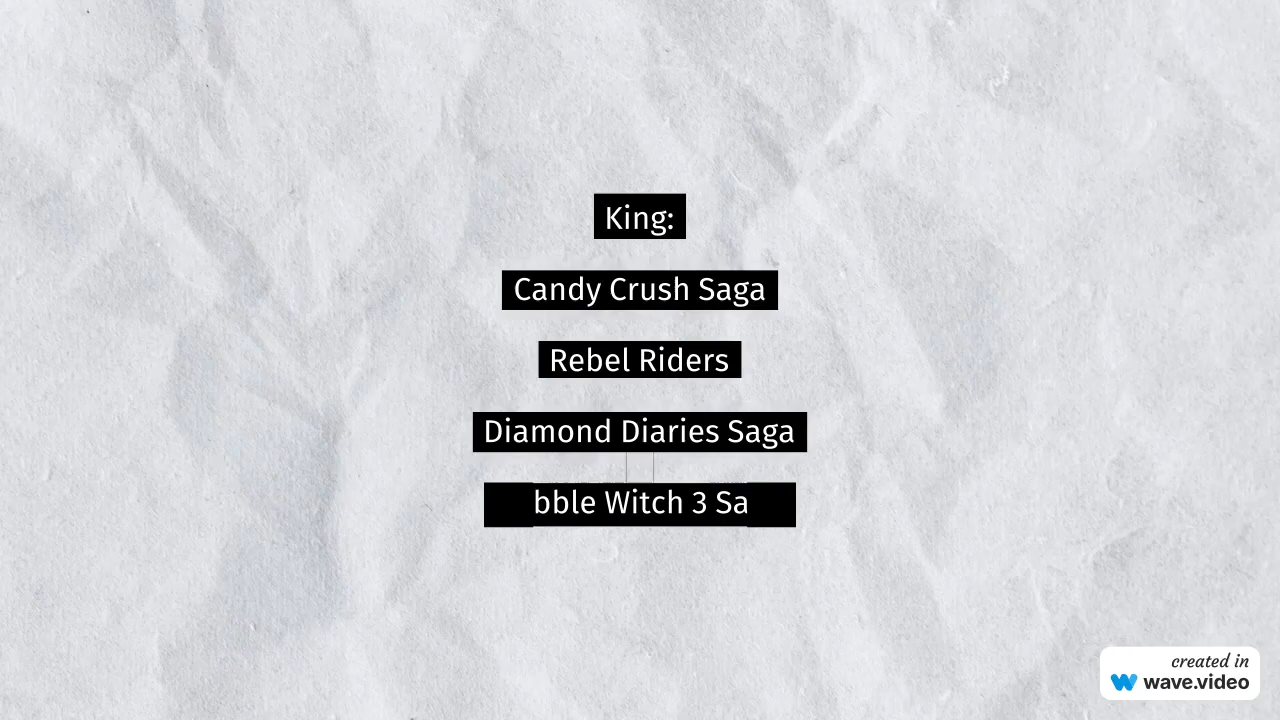 King:
Candy Crush Saga
Rebel Riders
Diamond Diaries Saga
bble Witch 3 Sa
created in
wave.video